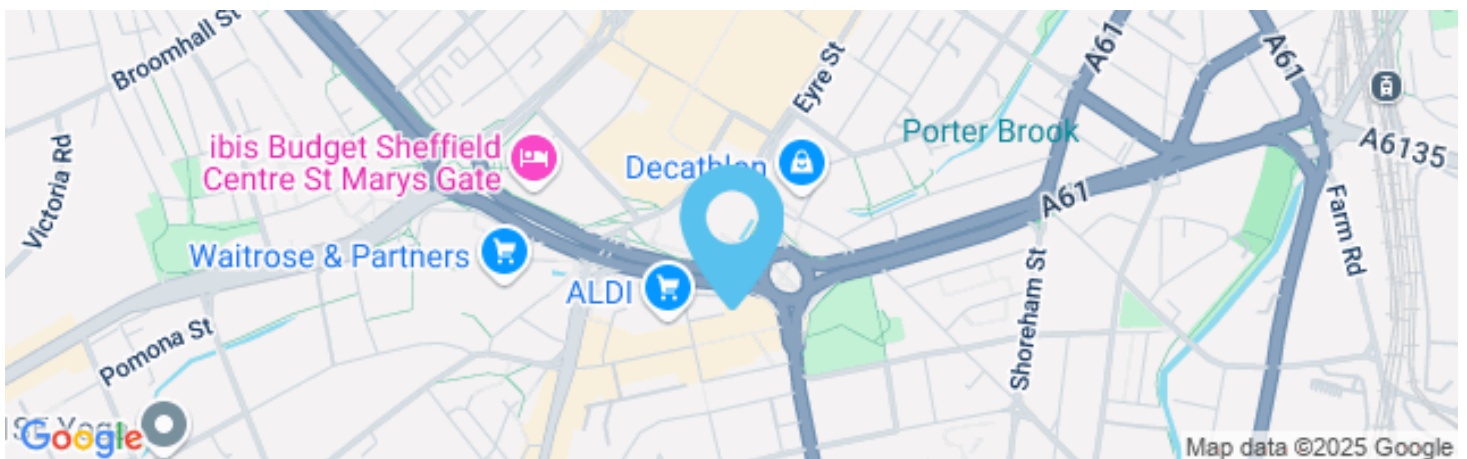 Broomhall St
Victoria Rd
ibis Budget Sheffield
Centre St Marys Gate
Eyre St
Decathlon
Porter Brook
A61
A61
A61
A6135
Farm Rd
Waitrose & Partners
ALDI
Shoreham St
Pomona St
Google
Map data ©2025 Google